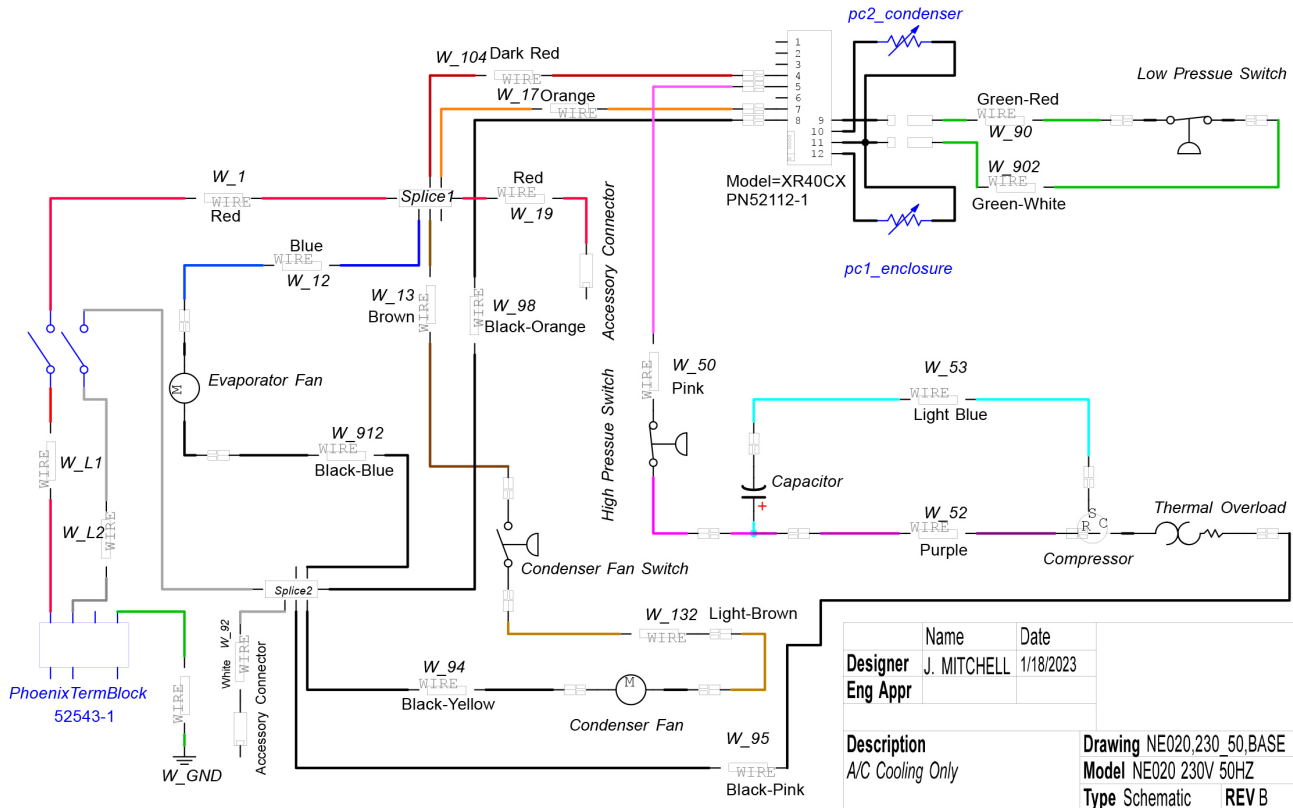 pc2_condenser
W_104 Dark Red
WIRE
1
2
3
4
5
6
7
8
9
10
11
12
Low Pressue Switch
W_17 Orange
WIRE
Green-Red
WIRE
W_90
W_902
WIRE
Green-White
Model=XR40CX
PN52112-1
pc1_enclosure
W_1
WIRE
Red
Splice1
Red
WIRE
W_19
Accessory Connector
Blue
WIRE
W_12
W_13
Brown
WIRE
W_98
Black-Orange
WIRE
M
Evaporator Fan
W_50
Pink
WIRE
High Pressue Switch
W_53
WIRE
Light Blue
W_912
WIRE
Black-Blue
W_L1
WIRE
W_L2
WIRE
Capacitor
+
W_52
WIRE
Purple
S
R C
Compressor
Thermal Overload
Condenser Fan Switch
Splice2
W_132
WIRE
Light-Brown
W_92
White
WIRE
Accessory Connector
W_94
WIRE
Black-Yellow
M
Condenser Fan
PhoenixTermBlock
52543-1
WIRE
W_GND
W_95
WIRE
Black-Pink
Name Date
Designer J. MITCHELL 1/18/2023
Eng Appr
Description
A/C Cooling Only
Drawing NE020,230_50,BASE
Model NE020 230V 50HZ
Type Schematic REV B